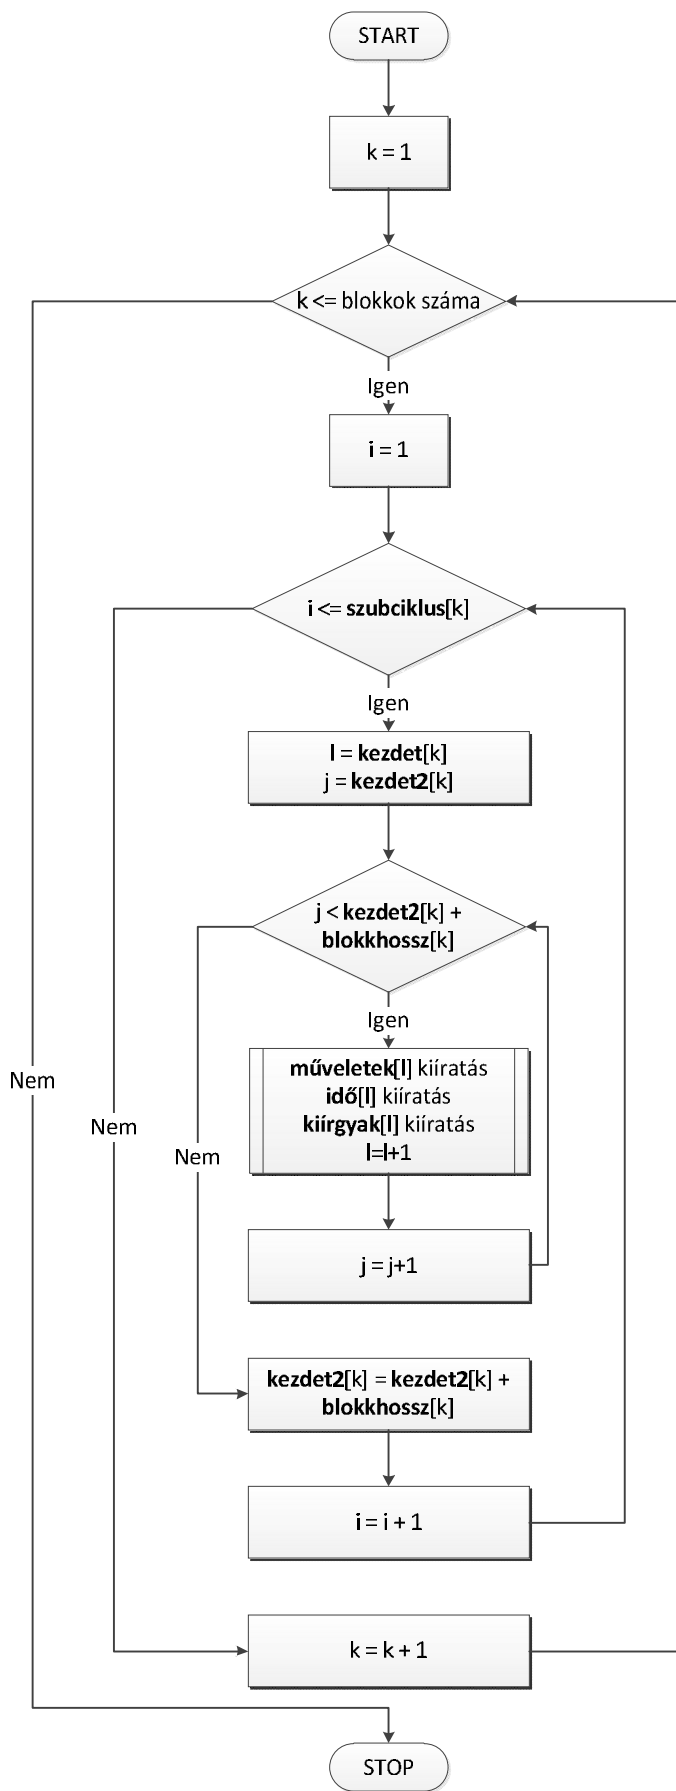 START
k = 1
k <= blokkok száma
Igen
i = 1
i <= szubciklus[k]
Igen
l = kezdet[k]
j = kezdet2[k]
j < kezdet2[k] +
blokkhossz[k]
Igen
műveletek[l] kiíratás
idő[l] kiíratás
kiírgyak[l] kiíratás
l=l+1
Nem
Nem
Nem
j = j+1
kezdet2[k] = kezdet2[k] +
blokkhossz[k]
i = i + 1
k = k + 1
STOP